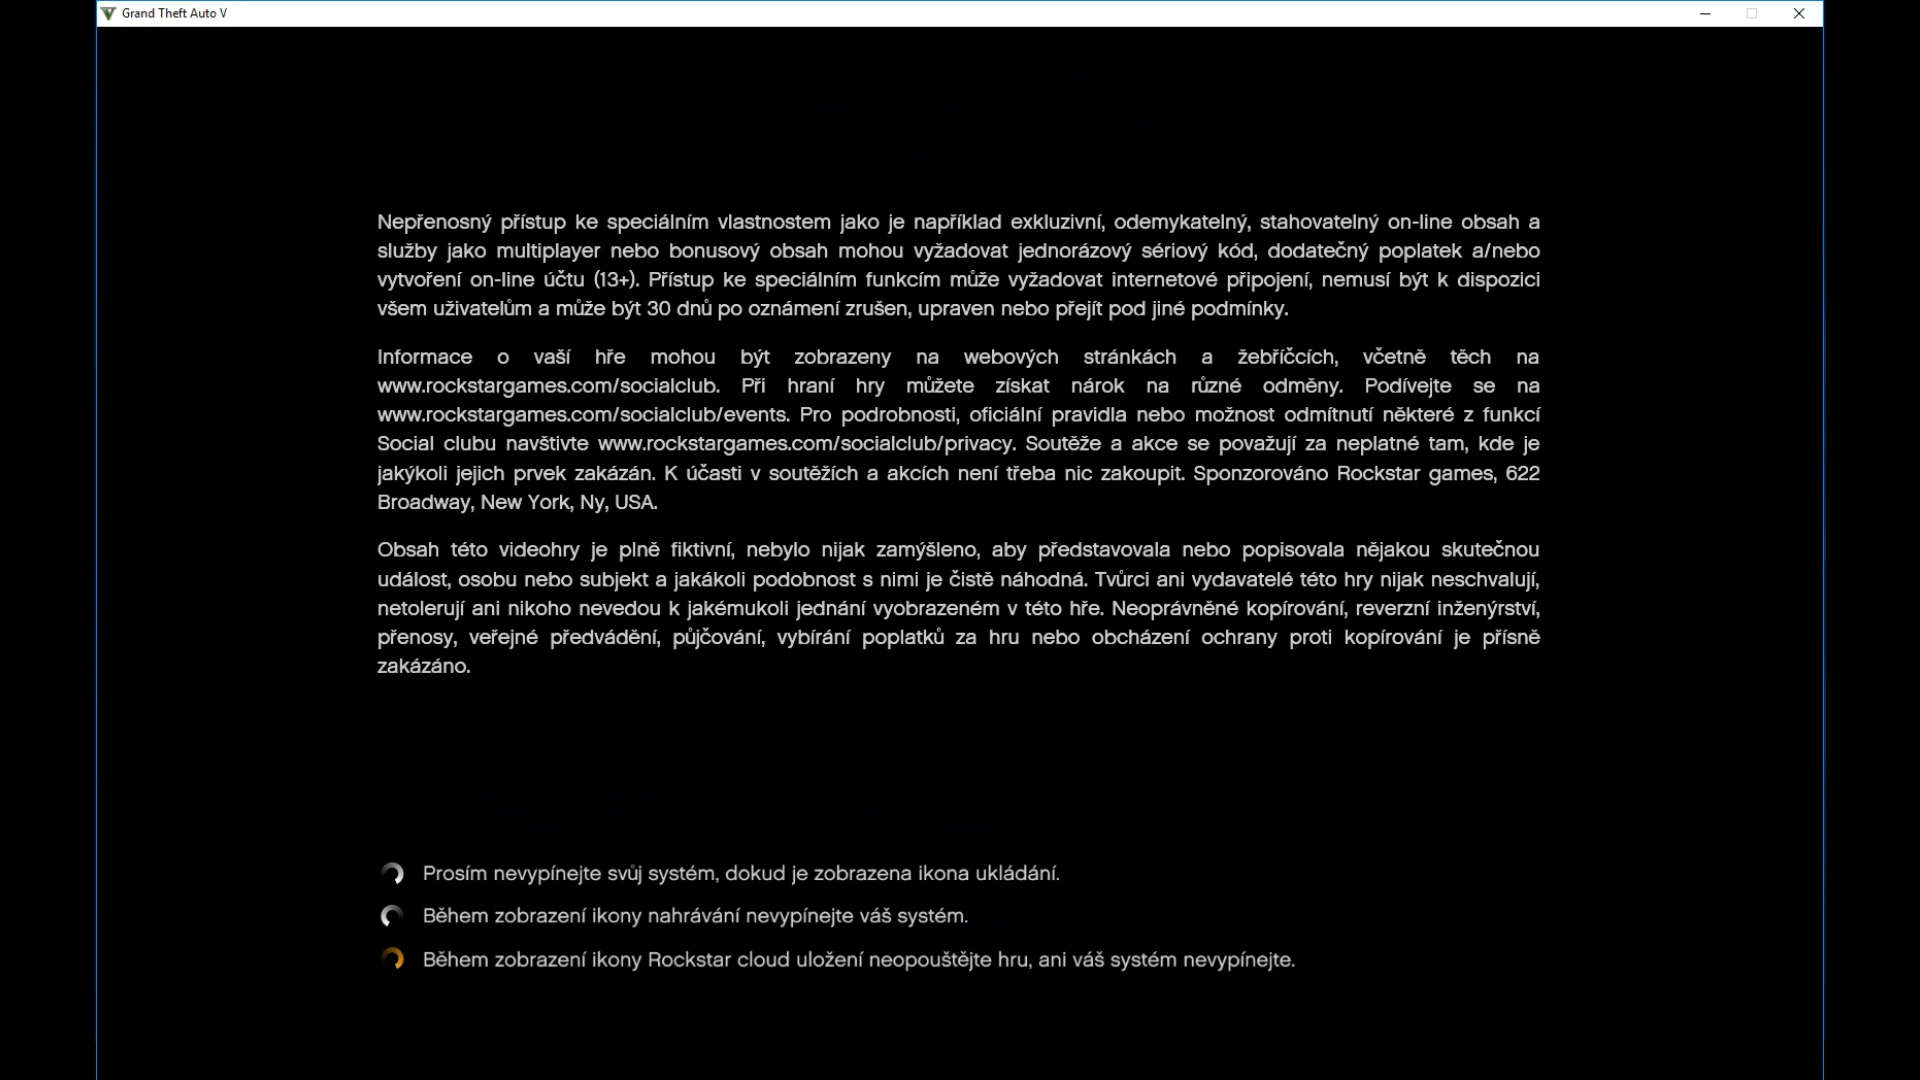 Grand Theft Auto V
Nepřenosný přístup ke speciálním vlastnostem jako je například exkluzivní, odemykatelný, stahovatelný on-line obsah a
služby jako multiplayer nebo bonusový obsah mohou vyžadovat jednorázový sériový kód, dodatečný poplatek a/nebo
vytvoření on-line účtu (13+). Přístup ke speciálním funkcím může vyžadovat internetové připojení, nemusí být k dispozici
všem uživatelům a může být 30 dnů po oznámení zrušen, upraven nebo přejít pod jiné podmínky.
Informace o vaší hře mohou být zobrazeny na webových stránkách a žebříčcích, včetně těch na
www.rockstargames.com/socialclub. Při hraní hry můžete získat nárok na různé odměny. Podívejte se na
www.rockstargames.com/socialclub/events. Pro podrobnosti, oficiální pravidla nebo možnost odmítnutí některé z funkcí
Social clubu navštivte www.rockstargames.com/socialclub/privacy. Soutěže a akce se považují za neplatné tam, kde je
jakýkoli jejich prvek zakázán. K účasti v soutěžích a akcích není třeba nic zakoupit. Sponzorováno Rockstar games, 622
Broadway, New York, Ny, USA.
Obsah této videohry je plně fiktivní, nebylo nijak zamýšleno, aby představovala nebo popisovala nějakou skutečnou
událost, osobu nebo subjekt a jakákoli podobnost s nimi je čistě náhodná. Tvůrci ani vydavatelé této hry nijak neschvalují,
netolerují ani nikoho nevedou k jakémukoli jednání vyobrazeném v této hře. Neoprávněné kopírování, reverzní inženýrství,
přenosy, veřejné předvádění, půjčování, vybírání poplatků za hru nebo obcházení ochrany proti kopírování je přísně
zakázáno.
Prosím nevypínejte svůj systém, dokud je zobrazena ikona ukládání.
Během zobrazení ikony nahrávání nevypínejte váš systém.
Během zobrazení ikony Rockstar cloud uložení neopouštějte hru, ani váš systém nevypínejte.